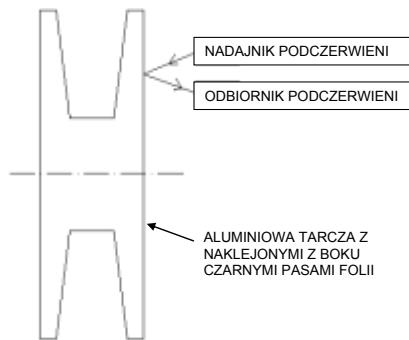 NADAJNIK PODCZERWIENI
ODBIORNIK PODCZERWIENI
ALUMINIOWA TARCZA Z
NAKLEJONYMI Z BOKU
CZARNYMI PASAMI FOLII